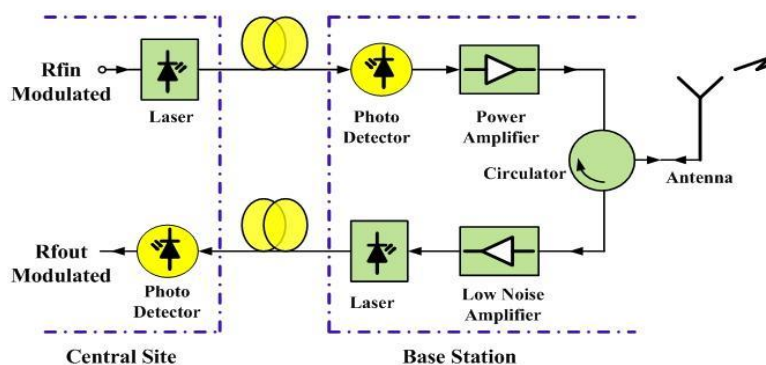 Rfin
Modulated
Laser
Photo
Detector
Power
Amplifier
Circulator
Antenna
Rfout
Modulated
Photo
Detector
Laser
Low Noise
Amplifier
Central Site
Base Station